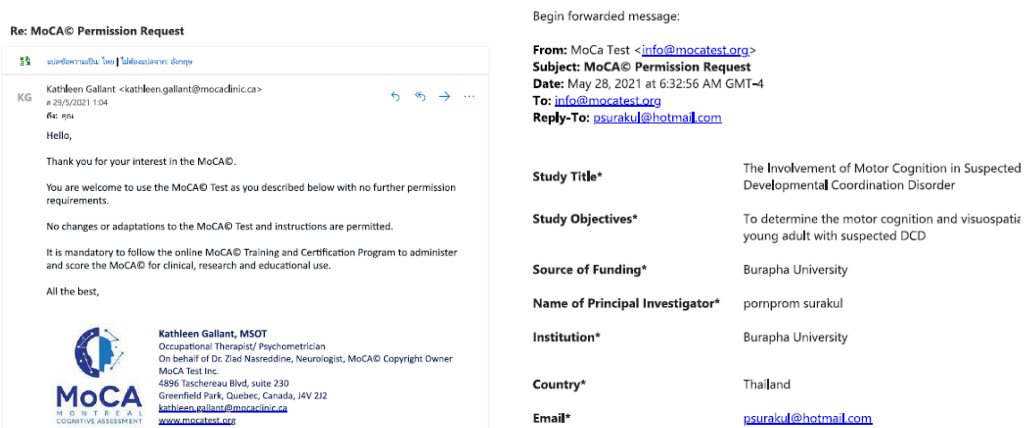 Re: MoCA© Permission Request
แปลข้อความเป็น: ไทย | ไม่ต้องแปลจาก: อังกฤษ
KG
Kathleen Gallant <kathleen.gallant@mocaclinic.ca>
ส 29/5/2021 1:04
ถึง: คุณ
Hello,
Thank you for your interest in the MoCA©.
You are welcome to use the MoCA© Test as you described below with no further permission
requirements.
No changes or adaptations to the MoCA© Test and instructions are permitted.
It is mandatory to follow the online MoCA© Training and Certification Program to administer
and score the MoCA© for clinical, research and educational use.
All the best,
MoCA
MONTREAL
COGNITIVE ASSESSMENT
Kathleen Gallant, MSOT
Occupational Therapist/ Psychometrician
On behalf of Dr. Ziad Nasreddine, Neurologist, MoCA© Copyright Owner
MoCA Test Inc.
4896 Taschereau Blvd, suite 230
Greenfield Park, Quebec, Canada, J4V 2J2
kathleen.gallant@mocaclinic.ca
www.mocatest.org
Begin forwarded message:
From: MoCa Test <info@mocatest.org>
Subject: MoCA© Permission Request
Date: May 28, 2021 at 6:32:56 AM GMT-4
To: info@mocatest.org
Reply-To: psurakul@hotmail.com
Study Title* The Involvement of Motor Cognition in Suspected
Developmental Coordination Disorder
Study Objectives* To determine the motor cognition and visuospatia
young adult with suspected DCD
Source of Funding* Burapha University
Name of Principal Investigator* pornprom surakul
Institution* Burapha University
Country* Thailand
Email* psurakul@hotmail.com